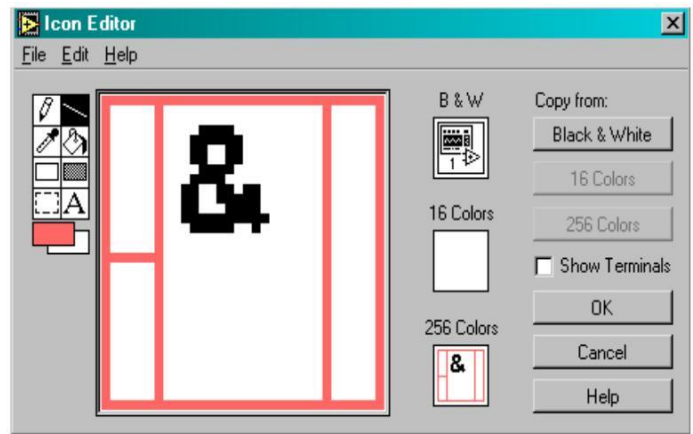 Icon Editor
File Edit Help
A
&
B & W
1
16 Colors
256 Colors
&
Copy from:
Black & White
16 Colors
256 Colors
Show Terminals
OK
Cancel
Help